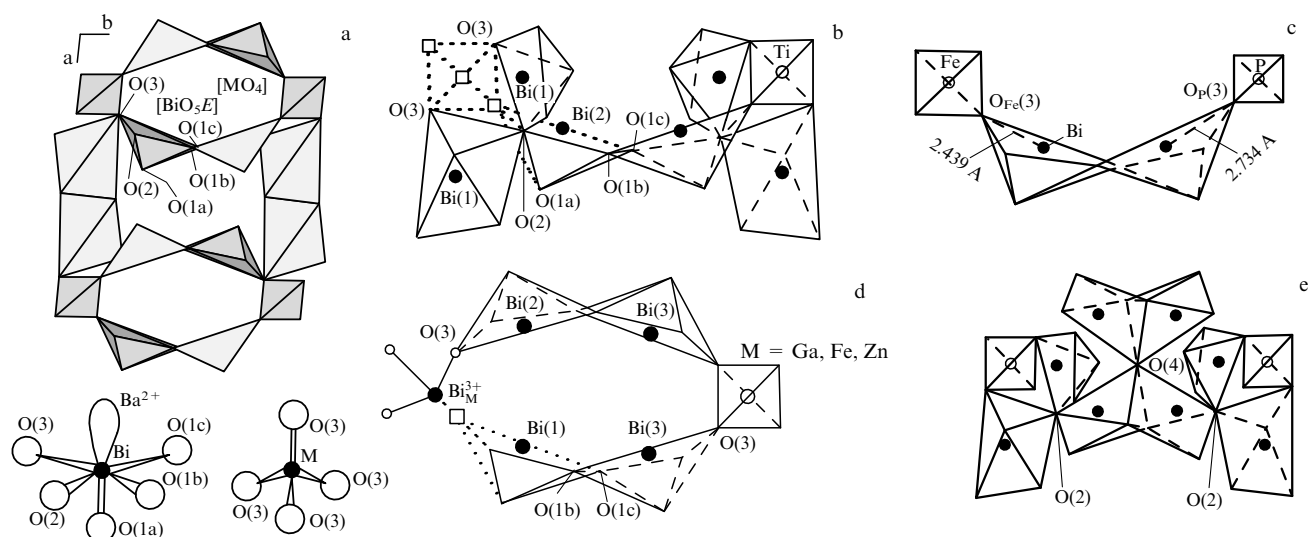 b
a
a
O(3)
[BiO5E]
[MO4]
O(1c)
O(2)
O(1b)
O(1a)
Ba2+
O(3)
O(1c)
Bi
O(1b)
O(2)
O(1a)
M
O(3)
O(3)
O(3)
O(3)
b
O(3)
Ti
Bi(1)
O(3)
Bi(2)
O(1c)
Bi(1)
O(1a)
O(1b)
O(2)
c
Fe
P
OFe(3)
OP(3)
Bi
2.439 A
2.734 A
d
Bi(2)
Bi(3)
O(3)
M = Ga, Fe, Zn
Bi3+M
Bi(1)
Bi(3)
O(3)
O(1b)
O(1c)
e
O(4)
O(2)
O(2)